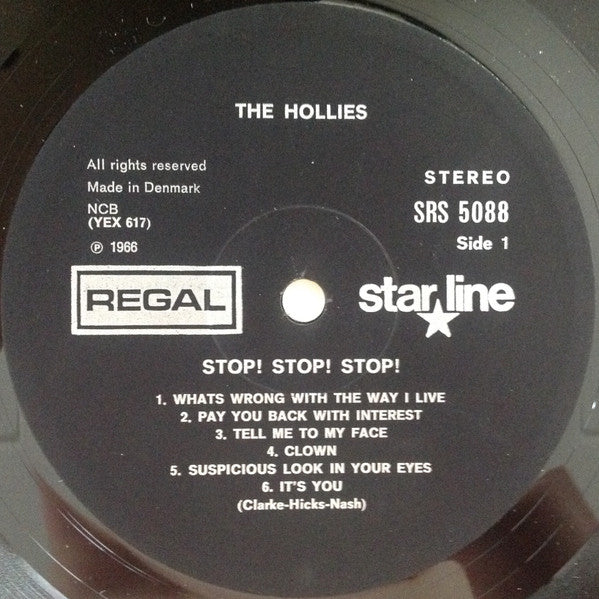 THE HOLLIES
All rights reserved
Made in Denmark
NCB
(YEX 617)
℗ 1966
STEREO
SRS 5088
Side 1
REGAL
star line
STOP! STOP! STOP!
1. WHATS WRONG WITH THE WAY I LIVE
2. PAY YOU BACK WITH INTEREST
3. TELL ME TO MY FACE
4. CLOWN
5. SUSPICIOUS LOOK IN YOUR EYES
6. IT'S YOU
(Clarke-Hicks-Nash)